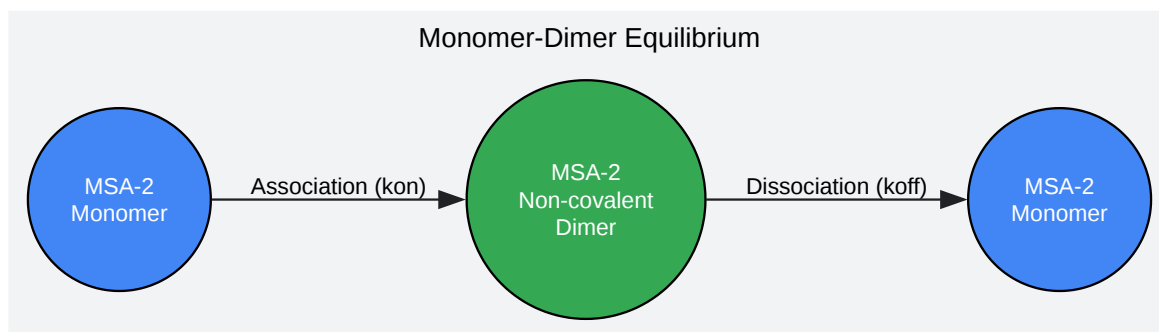 Monomer-Dimer Equilibrium
MSA-2
Monomer
Association (kon)
MSA-2
Non-covalent
Dimer
Dissociation (koff)
MSA-2
Monomer